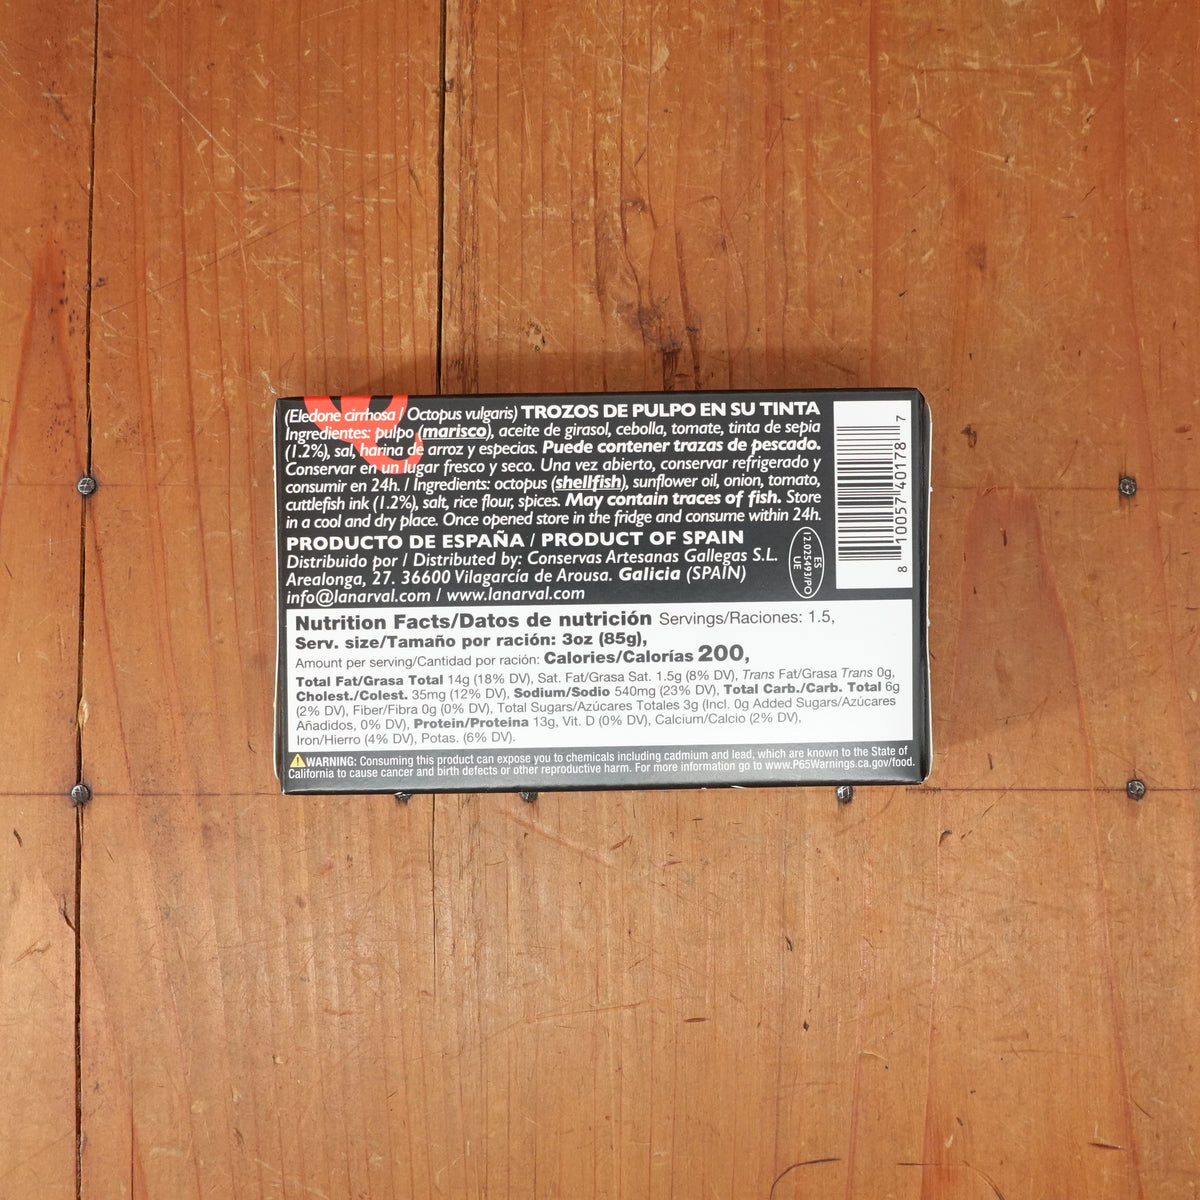 (Eledone cirrhosa / Octopus vulgaris) TROZOS DE PULPO EN SU TINTA
Ingredientes: pulpo (marisco), aceite de girasol, cebolla, tomate, tinta de sepia
(1.2%), sal, harina de arroz y especias. Puede contener trazas de pescado.
Conservar en un lugar fresco y seco. Una vez abierto, conservar refrigerado y
consumir en 24h. / Ingredients: octopus (shellfish), sunflower oil, onion, tomato,
cuttlefish ink (1.2%), salt, rice flour, spices. May contain traces of fish. Store
in a cool and dry place. Once opened store in the fridge and consume within 24h.
PRODUCTO DE ESPAÑA / PRODUCT OF SPAIN
Distribuido por / Distributed by: Conservas Artesanas Gallegas S.L.
Arealonga, 27. 36600 Vilagarcía de Arousa. Galicia (SPAIN)
info@lanarval.com / www.lanarval.com
ES
12.025493/PO
UE
8 10057 40178 7
Nutrition Facts/Datos de nutrición Servings/Raciones: 1.5,
Serv. size/Tamaño por ración: 3oz (85g),
Amount per serving/Cantidad por ración: Calories/Calorías 200,
Total Fat/Grasa Total 14g (18% DV), Sat. Fat/Grasa Sat. 1.5g (8% DV), Trans Fat/Grasa Trans 0g,
Cholest./Colest. 35mg (12% DV), Sodium/Sodio 540mg (23% DV), Total Carb./Carb. Total 6g
(2% DV), Fiber/Fibra 0g (0% DV), Total Sugars/Azúcares Totales 3g (Incl. 0g Added Sugars/Azúcares
Añadidos, 0% DV), Protein/Proteina 13g, Vit. D (0% DV), Calcium/Calcio (2% DV),
Iron/Hierro (4% DV), Potas. (6% DV).
WARNING: Consuming this product can expose you to chemicals including cadmium and lead, which are known to the State of
California to cause cancer and birth defects or other reproductive harm. For more information go to www.P65Warnings.ca.gov/food.